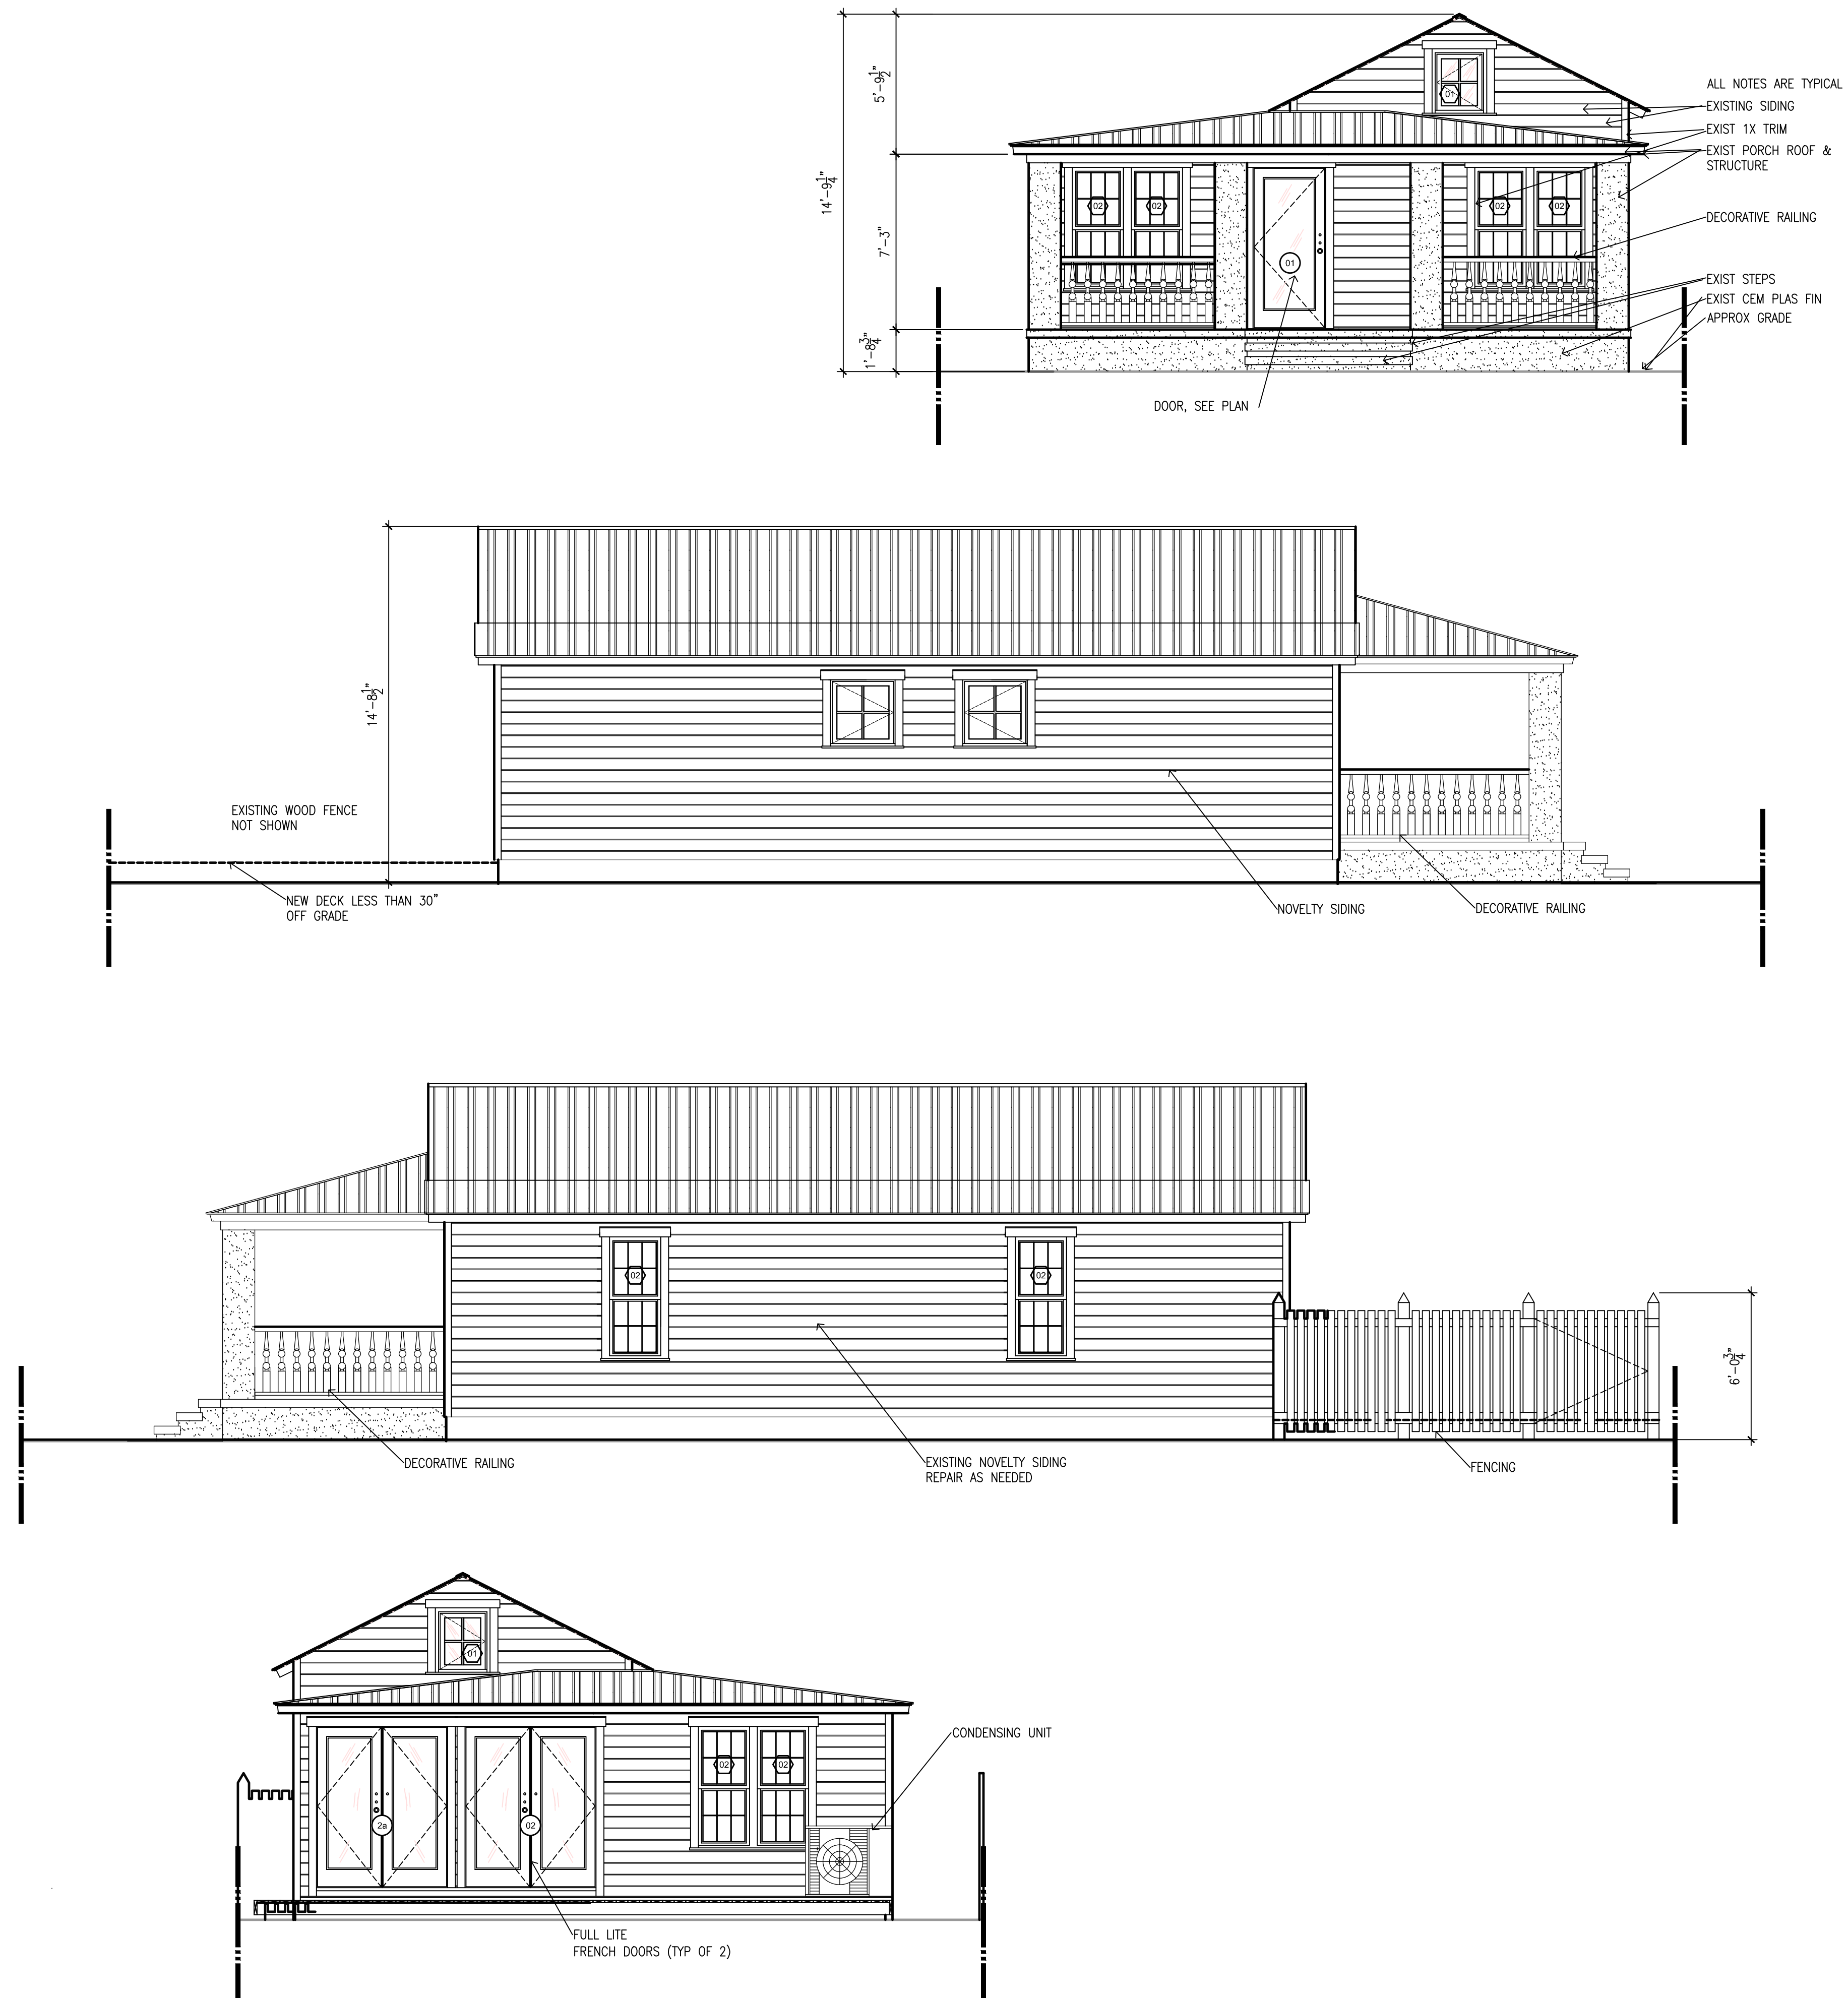 5'-9 1/2"
14'-9 1/4"
7'-3"
1'-8 3/4"
01
02
02
02
02
01
ALL NOTES ARE TYPICAL
EXISTING SIDING
EXIST 1X TRIM
EXIST PORCH ROOF &
STRUCTURE
DECORATIVE RAILING
EXIST STEPS
EXIST CEM PLAS FIN
APPROX GRADE
DOOR, SEE PLAN
14'-8 1/2"
EXISTING WOOD FENCE
NOT SHOWN
NEW DECK LESS THAN 30"
OFF GRADE
NOVELTY SIDING
DECORATIVE RAILING
02
02
6'-0 3/4"
DECORATIVE RAILING
EXISTING NOVELTY SIDING
REPAIR AS NEEDED
FENCING
01
CONDENSING UNIT
02
02
2a
02
FULL LITE
FRENCH DOORS (TYP OF 2)